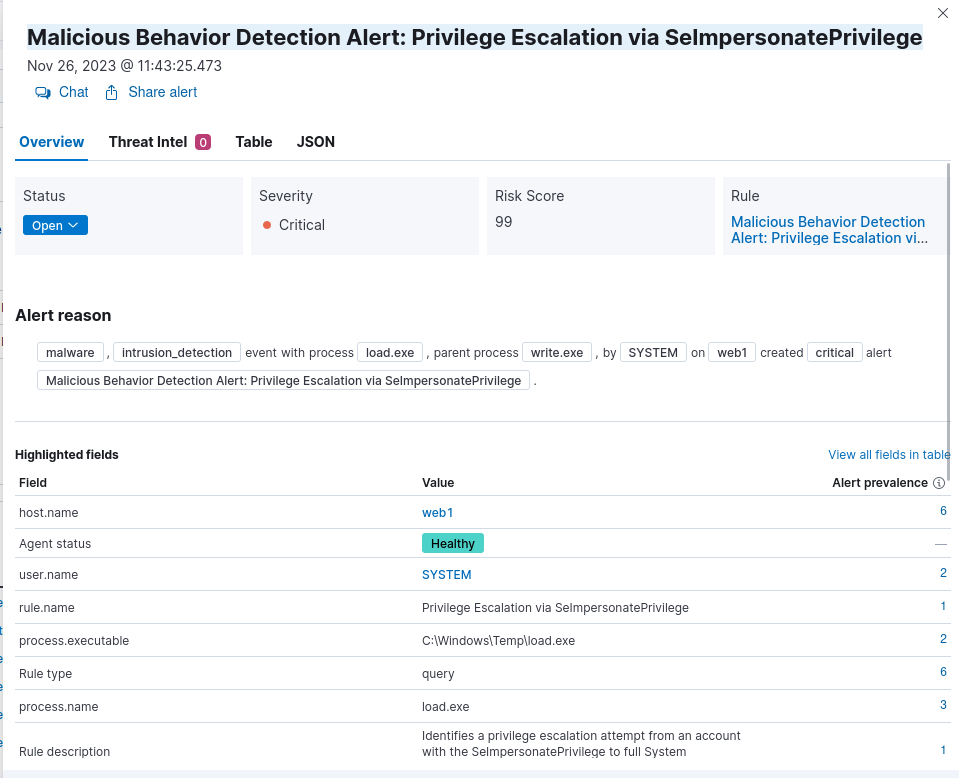 Malicious Behavior Detection Alert: Privilege Escalation via SeImpersonatePrivilege
Nov 26, 2023 @ 11:43:25.473
Chat Share alert
Overview Threat Intel 0 Table JSON
Status Severity Risk Score Rule
Open Critical 99 Malicious Behavior Detection
Alert: Privilege Escalation vi...
Alert reason
malware , intrusion_detection event with process load.exe , parent process write.exe , by SYSTEM on web1 created critical alert
Malicious Behavior Detection Alert: Privilege Escalation via SeImpersonatePrivilege .
Highlighted fields View all fields in table
Field Value Alert prevalence
host.name web1 6
Agent status Healthy —
user.name SYSTEM 2
rule.name Privilege Escalation via SeImpersonatePrivilege 1
process.executable C:\Windows\Temp\load.exe 2
Rule type query 6
process.name load.exe 3
Rule description Identifies a privilege escalation attempt from an account
with the SeImpersonatePrivilege to full System 1